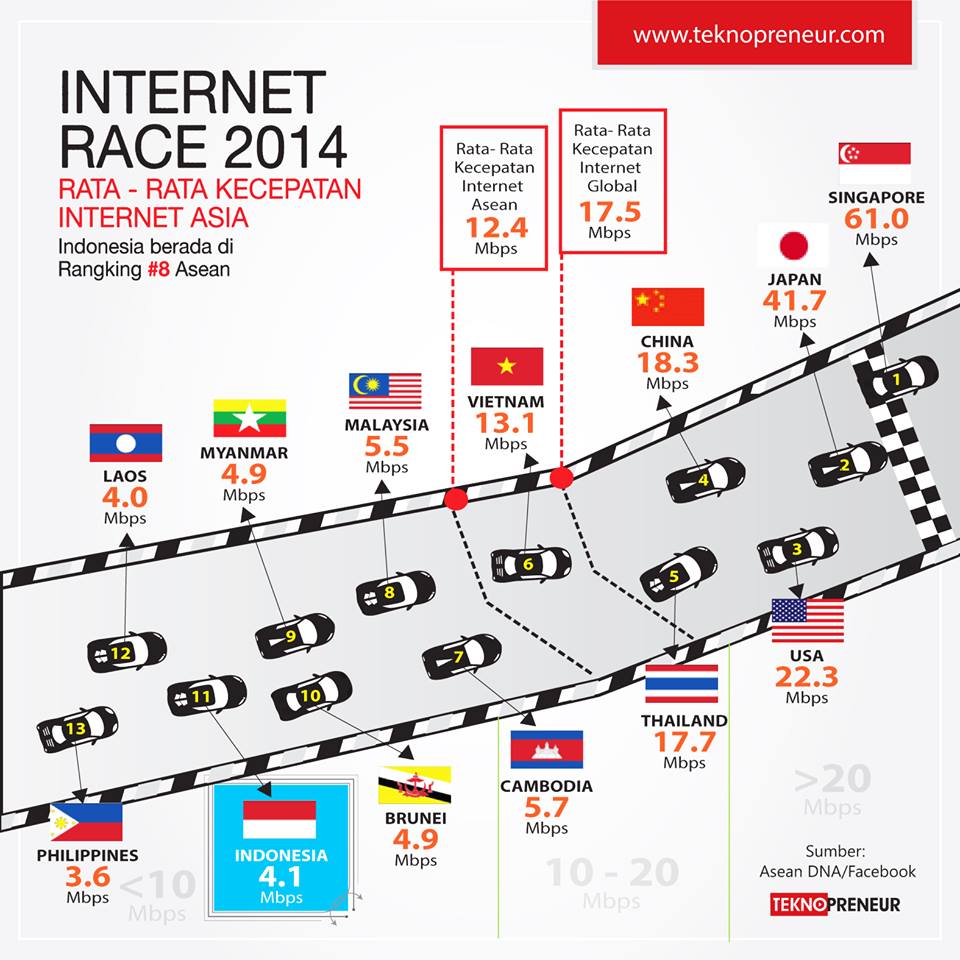 www.teknopreneur.com
INTERNET
RACE 2014
RATA - RATA KECEPATAN
INTERNET ASIA
Indonesia berada di
Rangking #8 Asean
Rata- Rata
Kecepatan
Internet
Asean
12.4
Mbps
Rata- Rata
Kecepatan
Internet
Global
17.5
Mbps
SINGAPORE
61.0
Mbps
JAPAN
41.7
Mbps
CHINA
18.3
Mbps
VIETNAM
13.1
Mbps
MALAYSIA
5.5
Mbps
MYANMAR
4.9
Mbps
LAOS
4.0
Mbps
1
2
3
4
5
6
7
8
9
10
11
12
13
USA
22.3
Mbps
THAILAND
17.7
Mbps
CAMBODIA
5.7
Mbps
BRUNEI
4.9
Mbps
INDONESIA
4.1
Mbps
PHILIPPINES
3.6
Mbps
<10
Mbps
10 - 20
Mbps
>20
Mbps
Sumber:
Asean DNA/Facebook
TEKNOPRENEUR